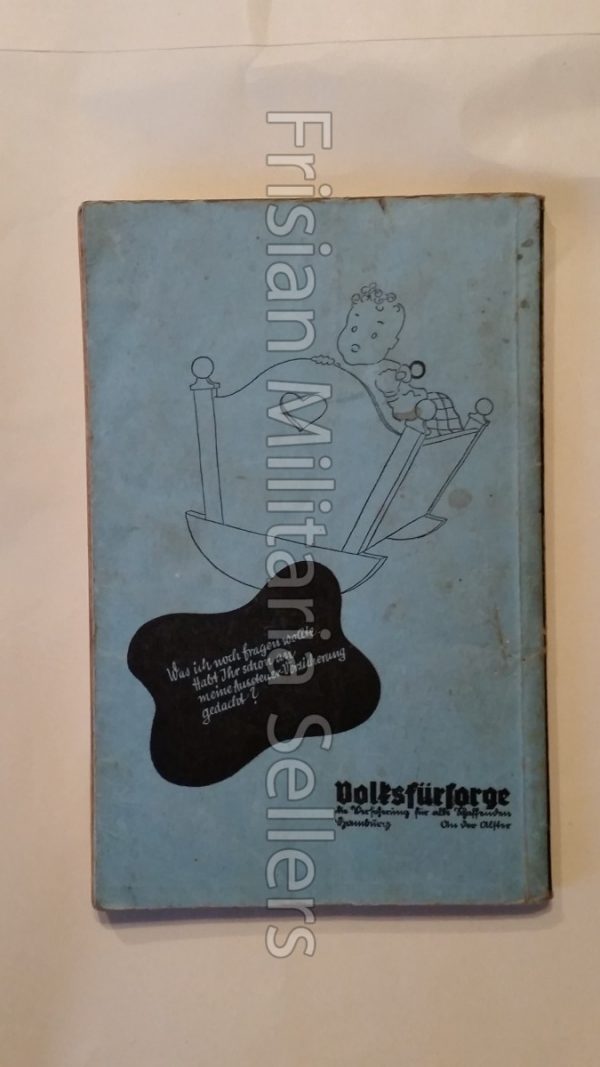 Frisian Militaria Sellers
Was ich noch fragen wollte
Habt Ihr schon an
meine Aussteuer-Versicherung
gedacht?
Volksfürsorge
die Versicherung für alle Schaffenden
Hamburg An der Alster